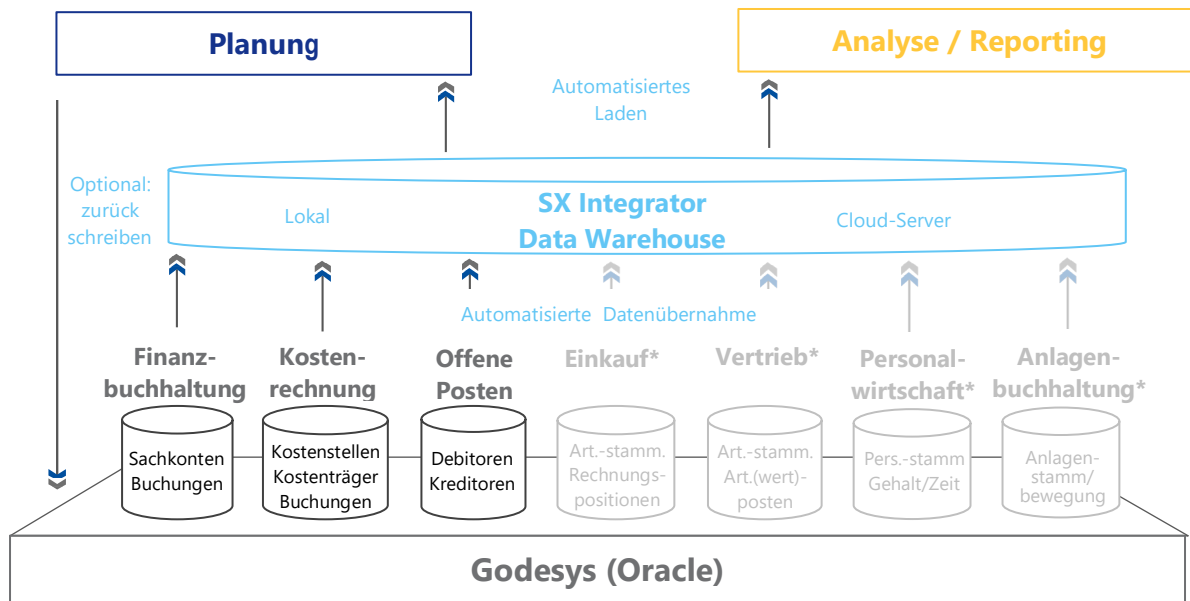 Planung
Analyse / Reporting
Automatisiertes
Laden
Optional:
zurück
schreiben
Lokal
SX Integrator
Data Warehouse
Cloud-Server
Automatisierte Datenübernahme
Finanz-
buchhaltung
Kosten-
rechnung
Offene
Posten
Einkauf*
Vertrieb*
Personal-
wirtschaft*
Anlagen-
buchhaltung*
Sachkonten
Buchungen
Kostenstellen
Kostenträger
Buchungen
Debitoren
Kreditoren
Art.-stamm.
Rechnungs-
positionen
Art.-stamm.
Art.(wert)-
posten
Pers.-stamm
Gehalt/Zeit
Anlagen-
stamm/
bewegung
Godesys (Oracle)